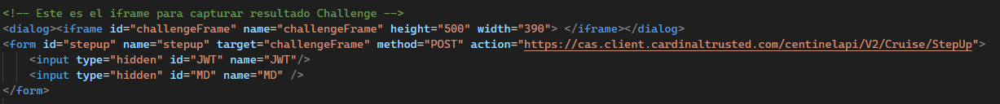 <!-- Este es el iframe para capturar resultado Challenge -->
<dialog><iframe id="challengeFrame" name="challengeFrame" height="500" width="390"> </iframe></dialog>
<form id="stepup" name="stepup" target="challengeFrame" method="POST" action="https://cas.client.cardinaltrusted.com/centinelapi/V2/Cruise/StepUp">
<input type="hidden" id="JWT" name="JWT"/>
<input type="hidden" id="MD" name="MD" />
</form>